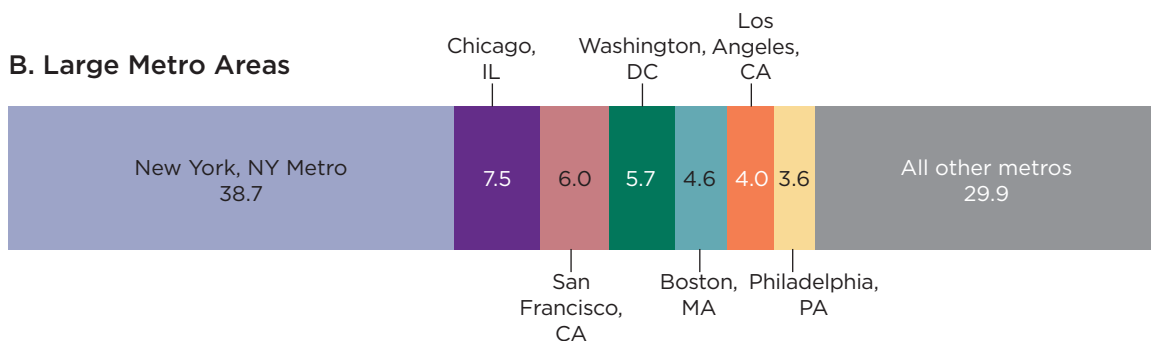 B. Large Metro Areas
Chicago,
IL
Washington,
DC
Los
Angeles,
CA
New York, NY Metro
38.7
7.5
6.0
5.7
4.6
4.0
3.6
All other metros
29.9
San
Francisco,
CA
Boston,
MA
Philadelphia,
PA